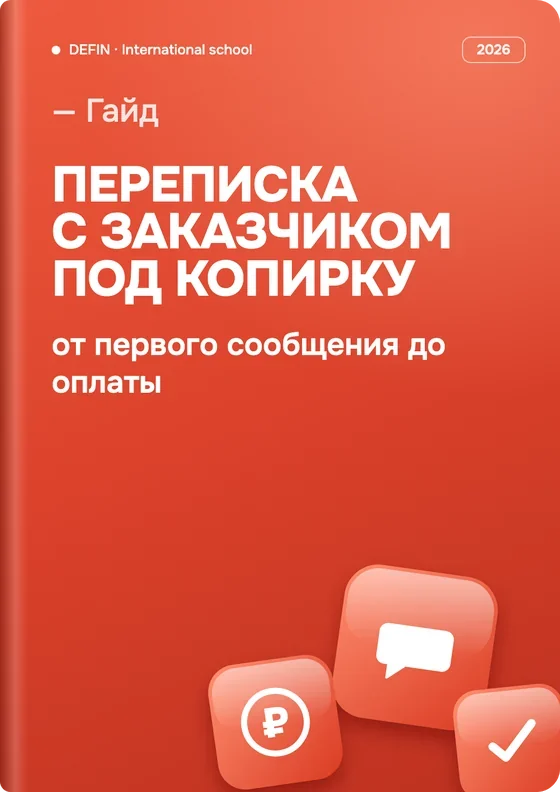 DEFIN · International school
2026
— Гайд
ПЕРЕПИСКА
С ЗАКАЗЧИКОМ
ПОД КОПИРКУ
от первого сообщения до
оплаты
₽